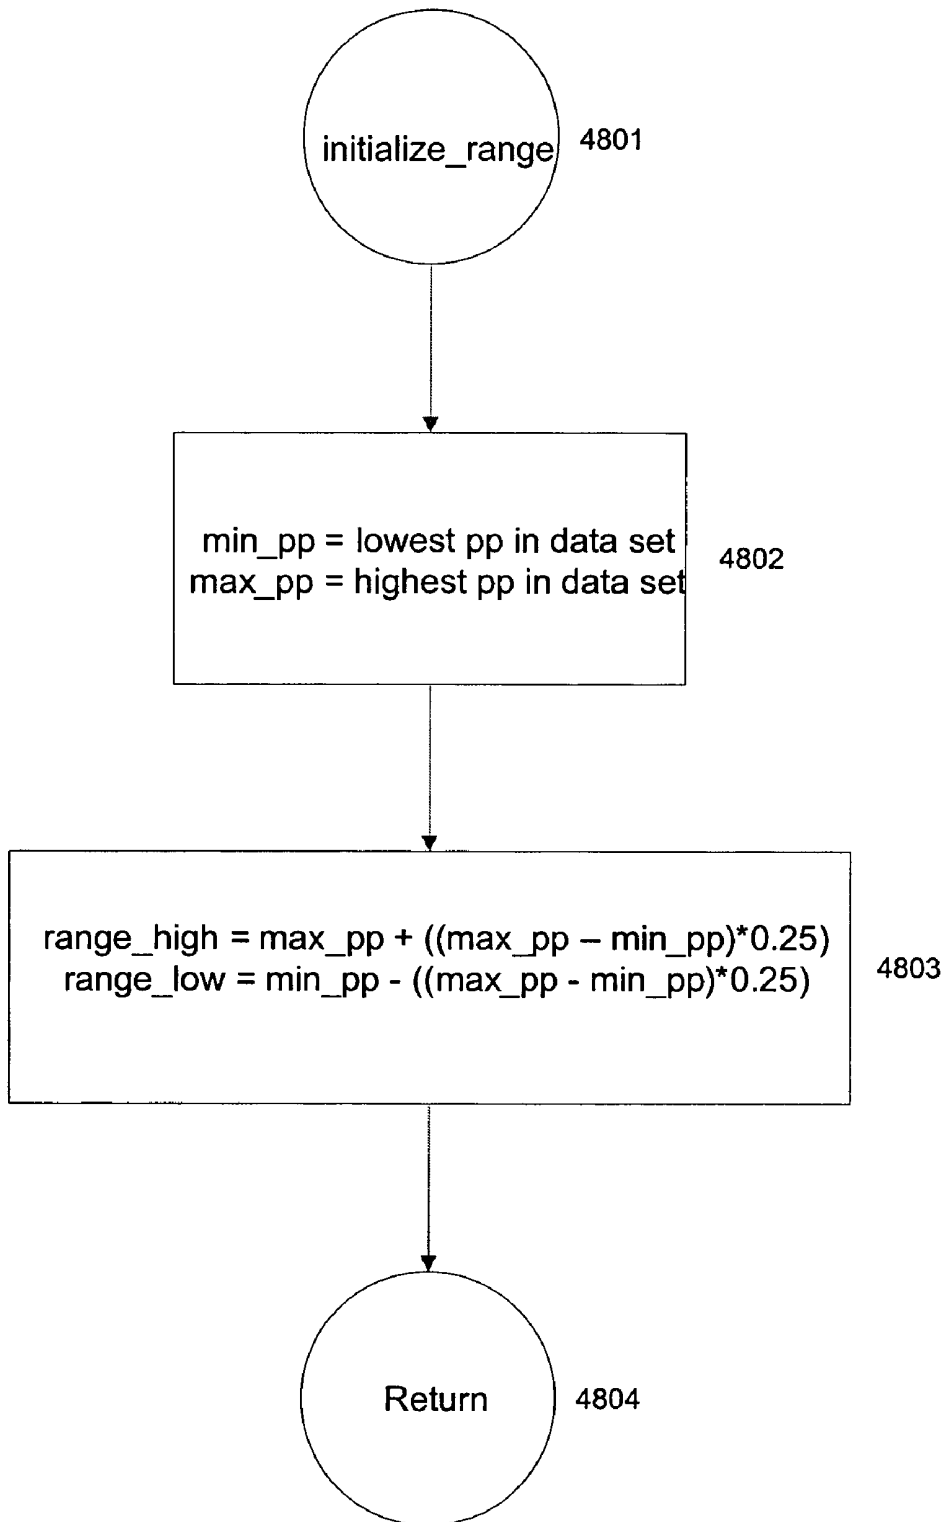 initialize_range
4801
min_pp = lowest pp in data set
max_pp = highest pp in data set
4802
range_high = max_pp + ((max_pp – min_pp)*0.25)
range_low = min_pp - ((max_pp - min_pp)*0.25)
4803
Return
4804